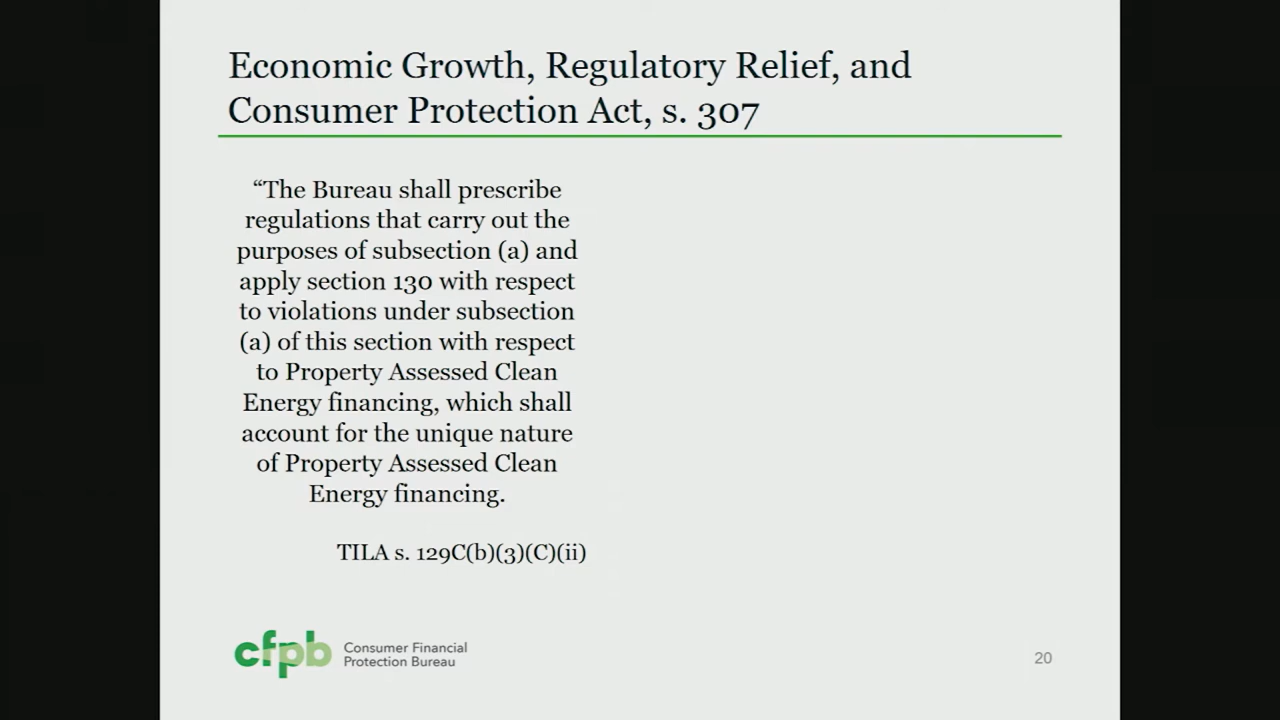 Economic Growth, Regulatory Relief, and
Consumer Protection Act, s. 307
“The Bureau shall prescribe
regulations that carry out the
purposes of subsection (a) and
apply section 130 with respect
to violations under subsection
(a) of this section with respect
to Property Assessed Clean
Energy financing, which shall
account for the unique nature
of Property Assessed Clean
Energy financing.
TILA s. 129C(b)(3)(C)(ii)
cfpb
Consumer Financial
Protection Bureau
20